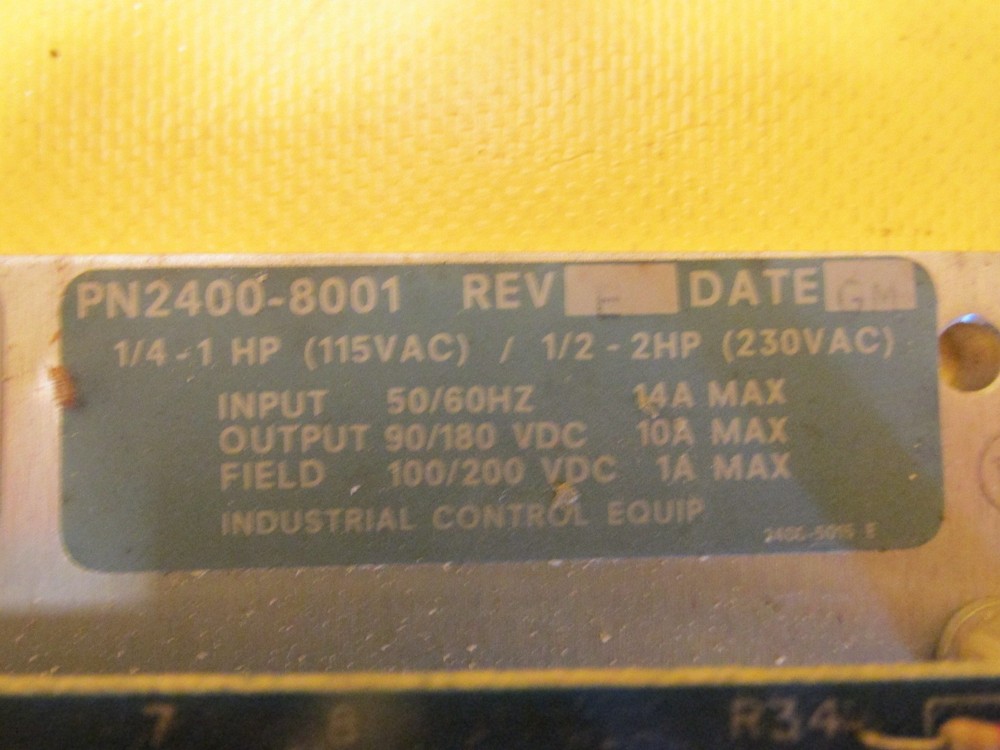 PN2400-8001 REV E DATE GM
1/4-1 HP (115VAC) / 1/2-2HP (230VAC)
INPUT 50/60HZ 14A MAX
OUTPUT 90/180 VDC 10A MAX
FIELD 100/200 VDC 1A MAX
INDUSTRIAL CONTROL EQUIP
7 8 R34